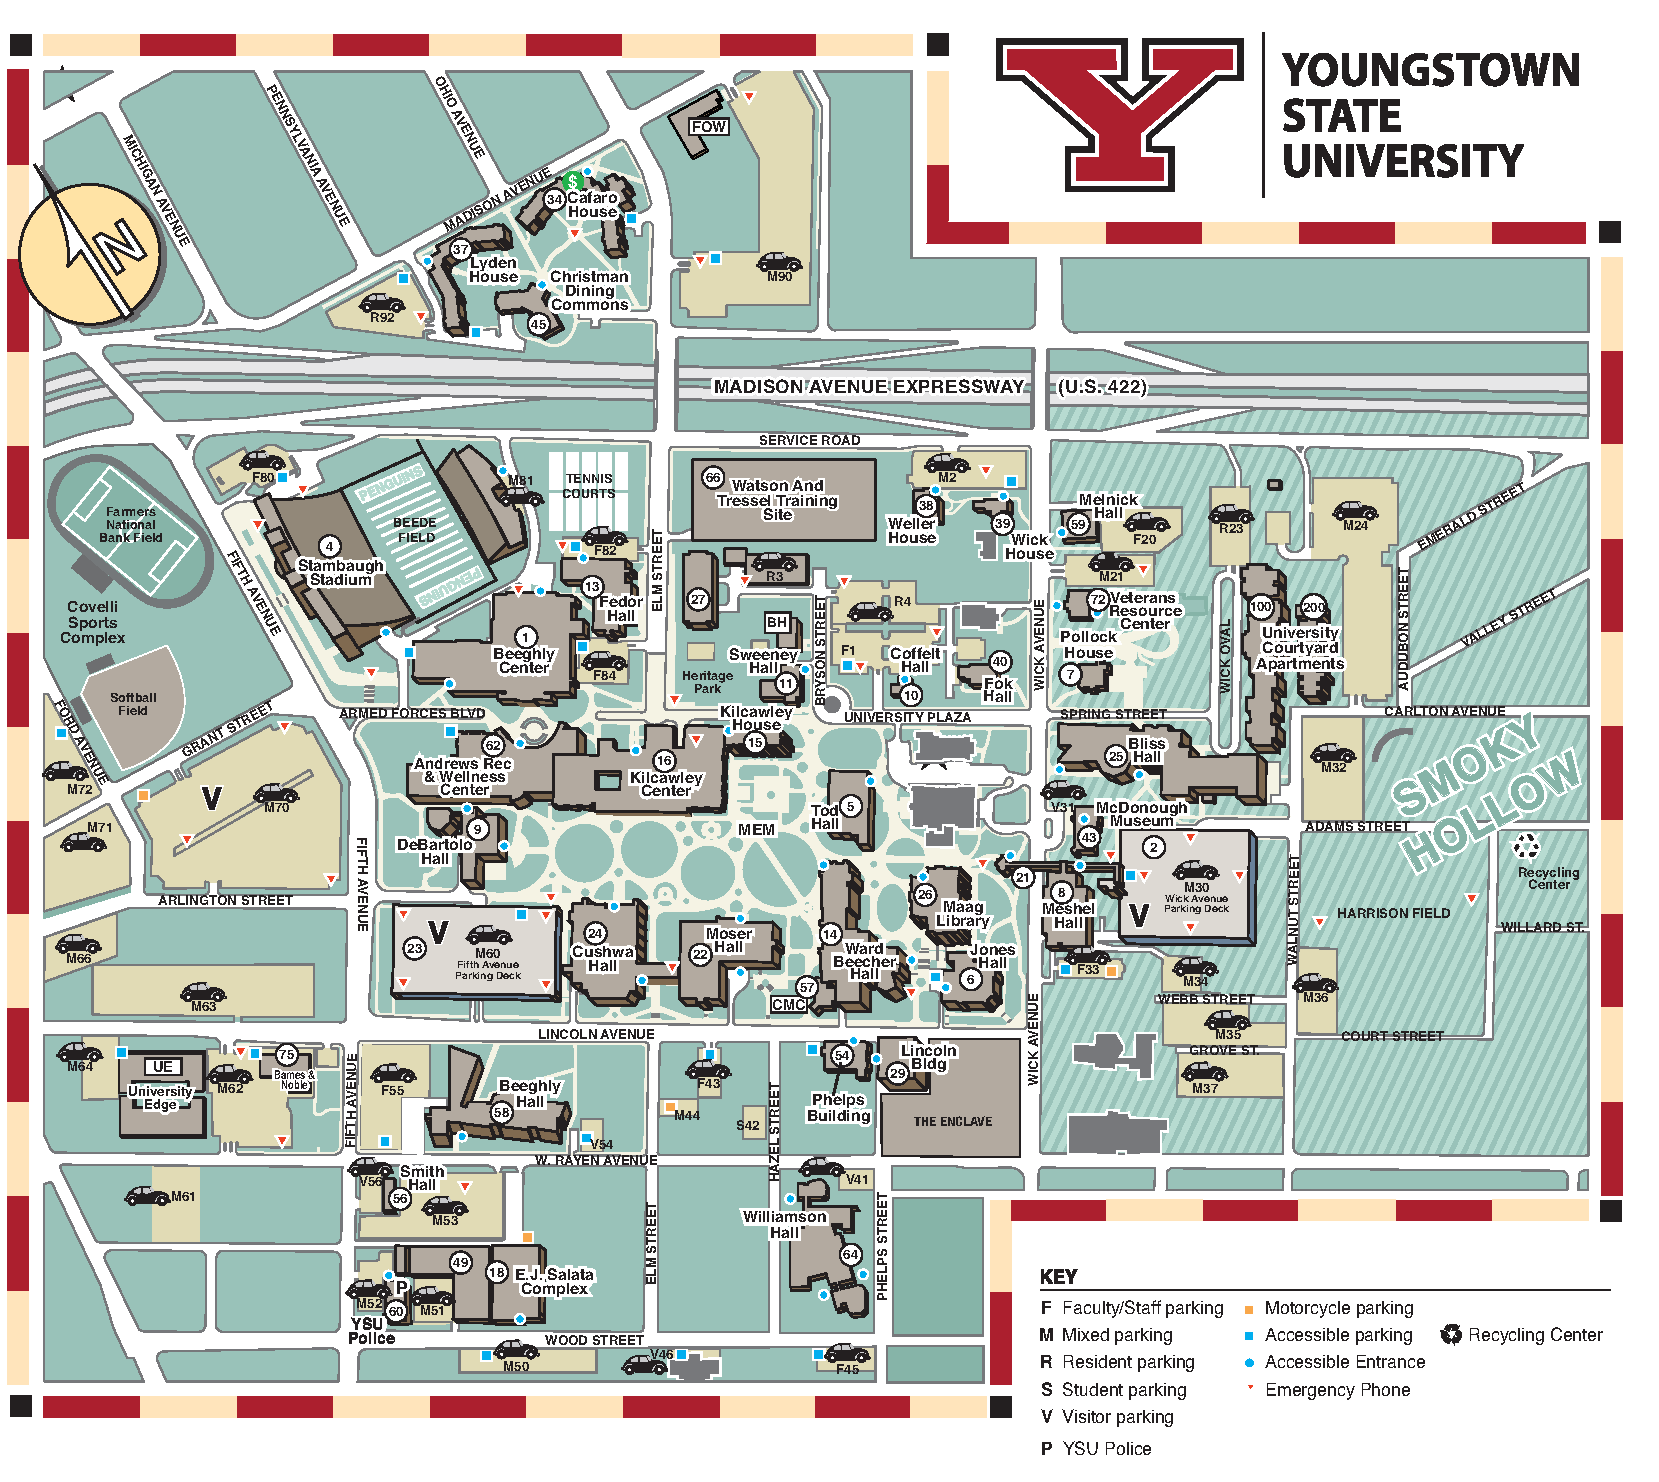 YOUNGSTOWN
STATE
UNIVERSITY
N
MICHIGAN AVENUE
PENNSYLVANIA AVENUE
OHIO AVENUE
MADISON AVENUE
FOW
$
34
Cafaro
House
37
Lyden
House
Christman
Dining
Commons
45
R92
M90
MADISON AVENUE EXPRESSWAY
(U.S. 422)
SERVICE ROAD
F80
M81
TENNIS
COURTS
PENGUINS
BEEDE
FIELD
PENGUINS
4
Stambaugh
Stadium
Farmers
National
Bank Field
Covelli
Sports
Complex
Softball
Field
FIFTH AVENUE
F82
13
Fedor
Hall
ELM STREET
1
Beeghly
Center
F84
66
Watson And
Tressel Training
Site
M2
38
Weller
House
39
Wick
House
Melnick
Hall
59
F20
M21
R23
M24
EMERALD STREET
VALLEY STREET
AUDUBON STREET
27
R3
BH
Sweeney
Hall
11
Heritage
Park
BRYSON STREET
R4
F1
Coffelt
Hall
10
40
Fok
Hall
WICK AVENUE
72
Veterans
Resource
Center
Pollock
House
7
WICK OVAL
100
200
University
Courtyard
Apartments
FORD AVENUE
GRANT STREET
ARMED FORCES BLVD
Kilcawley
House
15
UNIVERSITY PLAZA
SPRING STREET
CARLTON AVENUE
M72
V
M70
M71
62
Andrews Rec
& Wellness
Center
16
Kilcawley
Center
9
DeBartolo
Hall
MEM
Tod
Hall
5
25
Bliss
Hall
V31
McDonough
Museum
43
M32
SMOKY
HOLLOW
ADAMS STREET
Recycling
Center
FIFTH AVENUE
ARLINGTON STREET
M66
M63
23
V
M60
Fifth Avenue
Parking Deck
24
Cushwa
Hall
Moser
Hall
22
14
Ward
Beecher
Hall
57
CMC
26
Maag
Library
Jones
Hall
6
21
8
Meshel
Hall
2
M30
Wick Avenue
Parking Deck
V
WALNUT STREET
HARRISON FIELD
WILLARD ST.
F33
M34
M36
WEBB STREET
M35
COURT STREET
GROVE ST.
M37
LINCOLN AVENUE
WICK AVENUE
M64
UE
University
Edge
M62
75
Barnes &
Noble
FIFTH AVENUE
F55
Beeghly
Hall
58
V54
F43
M44
S42
HAZEL STREET
54
Phelps
Building
Lincoln
Bldg
29
THE ENCLAVE
W. RAYEN AVENUE
M61
V56
Smith
Hall
56
M53
ELM STREET
V41
Williamson
Hall
64
PHELPS STREET
49
18
E.J. Salata
Complex
M52
P
60
M51
YSU
Police
WOOD STREET
M50
V46
F45
KEY
F Faculty/Staff parking
M Mixed parking
R Resident parking
S Student parking
V Visitor parking
P YSU Police
Motorcycle parking
Accessible parking
Accessible Entrance
Emergency Phone
Recycling Center